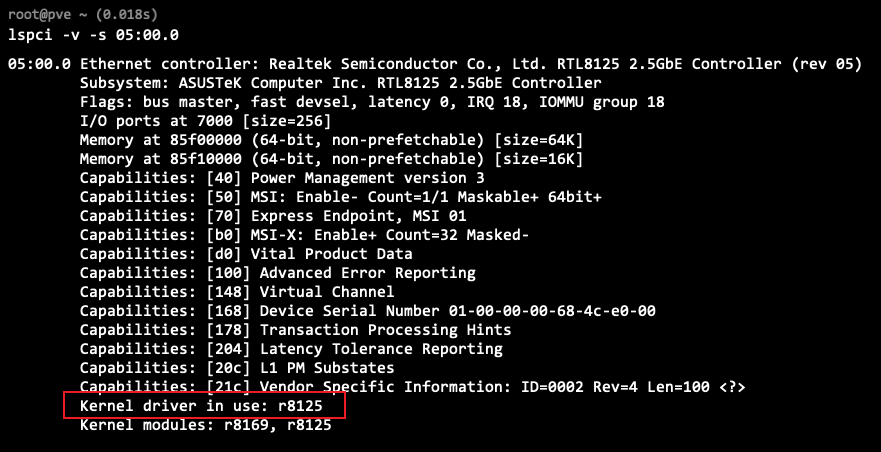 root@pve ~ (0.018s)
lspci -v -s 05:00.0
05:00.0 Ethernet controller: Realtek Semiconductor Co., Ltd. RTL8125 2.5GbE Controller (rev 05)
Subsystem: ASUSTeK Computer Inc. RTL8125 2.5GbE Controller
Flags: bus master, fast devsel, latency 0, IRQ 18, IOMMU group 18
I/O ports at 7000 [size=256]
Memory at 85f00000 (64-bit, non-prefetchable) [size=64K]
Memory at 85f10000 (64-bit, non-prefetchable) [size=16K]
Capabilities: [40] Power Management version 3
Capabilities: [50] MSI: Enable- Count=1/1 Maskable+ 64bit+
Capabilities: [70] Express Endpoint, MSI 01
Capabilities: [b0] MSI-X: Enable+ Count=32 Masked-
Capabilities: [d0] Vital Product Data
Capabilities: [100] Advanced Error Reporting
Capabilities: [148] Virtual Channel
Capabilities: [168] Device Serial Number 01-00-00-00-68-4c-e0-00
Capabilities: [178] Transaction Processing Hints
Capabilities: [204] Latency Tolerance Reporting
Capabilities: [20c] L1 PM Substates
Capabilities: [21c] Vendor Specific Information: ID=0002 Rev=4 Len=100 <?>
Kernel driver in use: r8125
Kernel modules: r8169, r8125